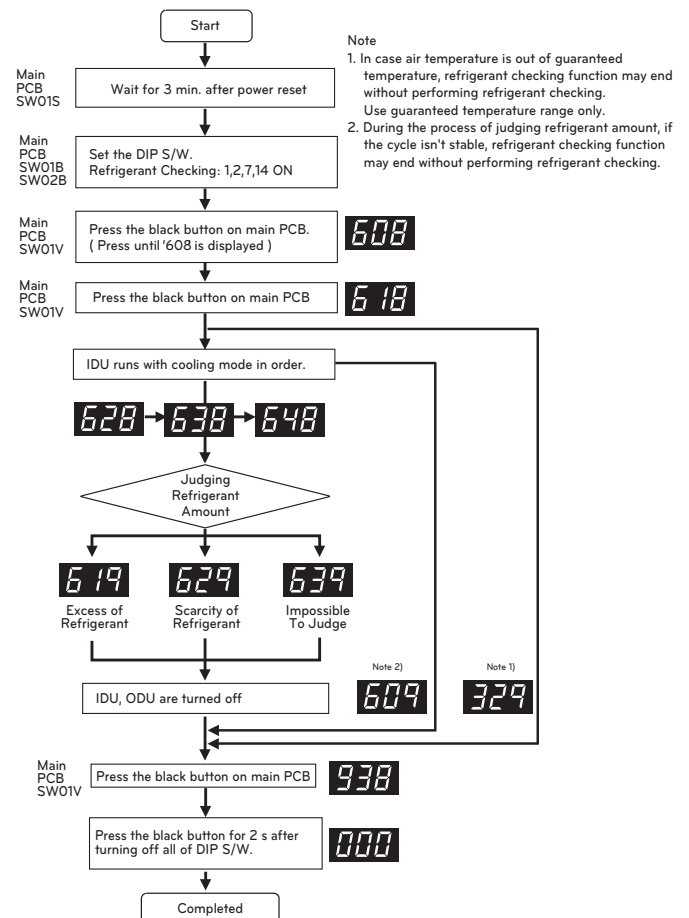 Start
Note
1. In case air temperature is out of guaranteed
temperature, refrigerant checking function may end
without performing refrigerant checking.
Use guaranteed temperature range only.
2. During the process of judging refrigerant amount, if
the cycle isn't stable, refrigerant checking function
may end without performing refrigerant checking.
Main
PCB
SW01S
Wait for 3 min. after power reset
Main
PCB
SW01B
SW02B
Set the DIP S/W.
Refrigerant Checking: 1,2,7,14 ON
Main
PCB
SW01V
Press the black button on main PCB.
( Press until '608 is displayed )
608
Main
PCB
SW01V
Press the black button on main PCB
618
IDU runs with cooling mode in order.
628 638 648
Judging
Refrigerant
Amount
619 629 639
Excess of
Refrigerant
Scarcity of
Refrigerant
Impossible
To Judge
Note 2)
609
Note 1)
329
IDU, ODU are turned off
Main
PCB
SW01V
Press the black button on main PCB
938
Press the black button for 2 s after
turning off all of DIP S/W.
000
Completed